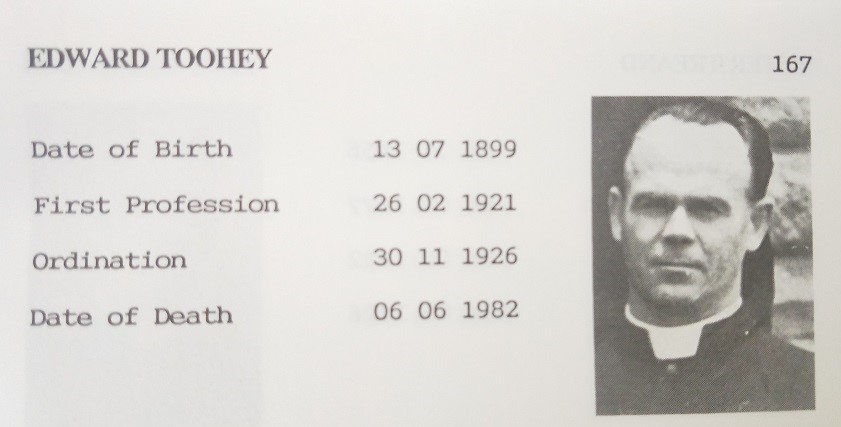 EDWARD TOOHEY
167
Date of Birth 13 07 1899
First Profession 26 02 1921
Ordination 30 11 1926
Date of Death 06 06 1982